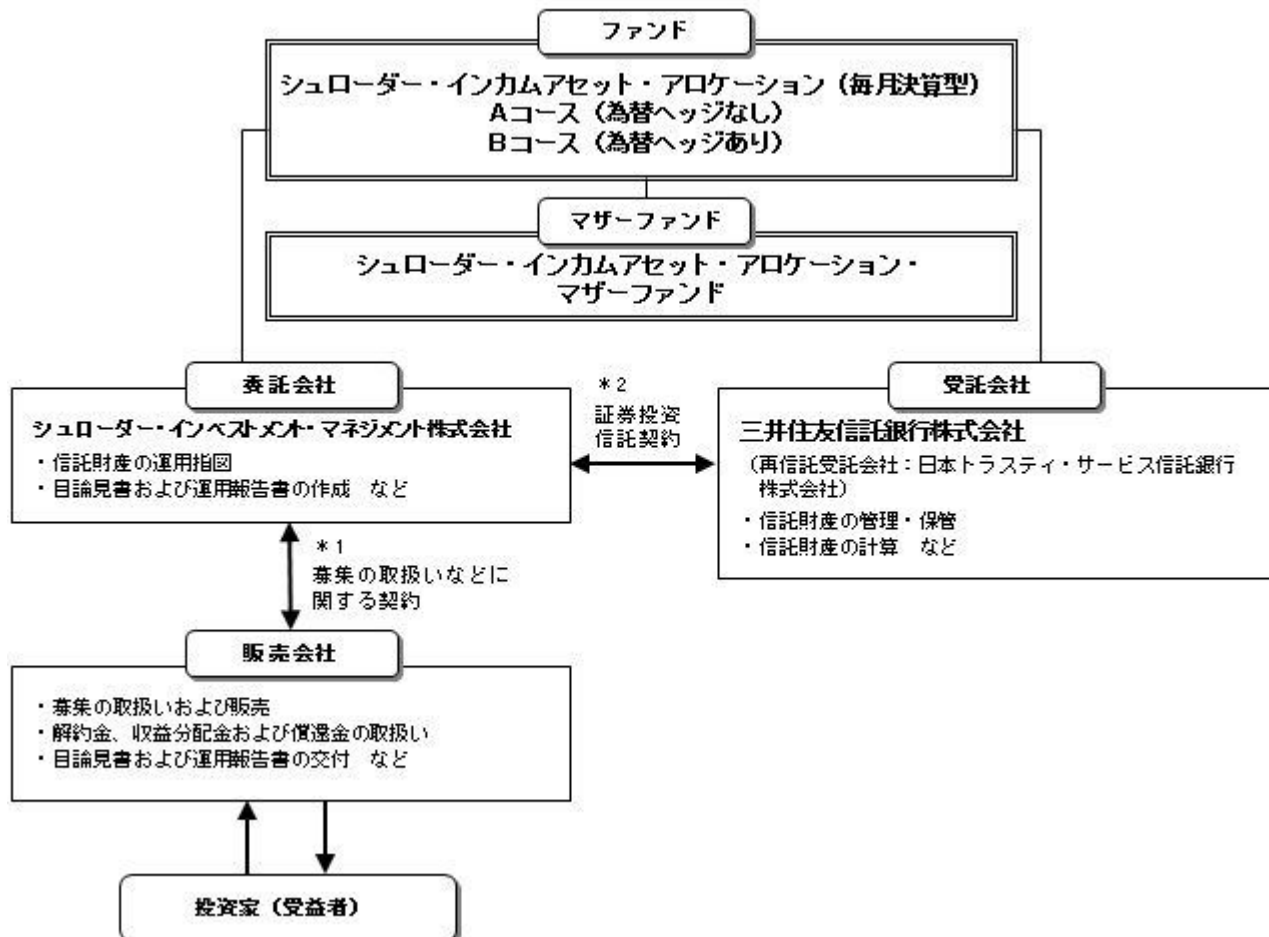 ファンド
シュローダー・インカムアセット・アロケーション（毎月決算型）
Aコース（為替ヘッジなし）
Bコース（為替ヘッジあり）
マザーファンド
シュローダー・インカムアセット・アロケーション・
マザーファンド
委託会社
シュローダー・インベストメント・マネジメント株式会社
・信託財産の運用指図
・目論見書および運用報告書の作成　など
＊2
証券投資
信託契約
受託会社
三井住友信託銀行株式会社
（再信託受託会社：日本トラスティ・サービス信託銀行
株式会社）
・信託財産の管理・保管
・信託財産の計算　など
＊1
募集の取扱いなどに
関する契約
販売会社
・募集の取扱いおよび販売
・解約金、収益分配金および償還金の取扱い
・目論見書および運用報告書の交付　など
投資家（受益者）